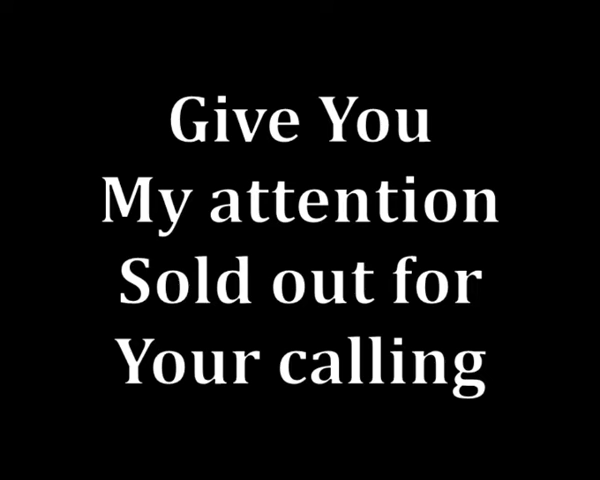 Give You
My attention
Sold out for
Your calling